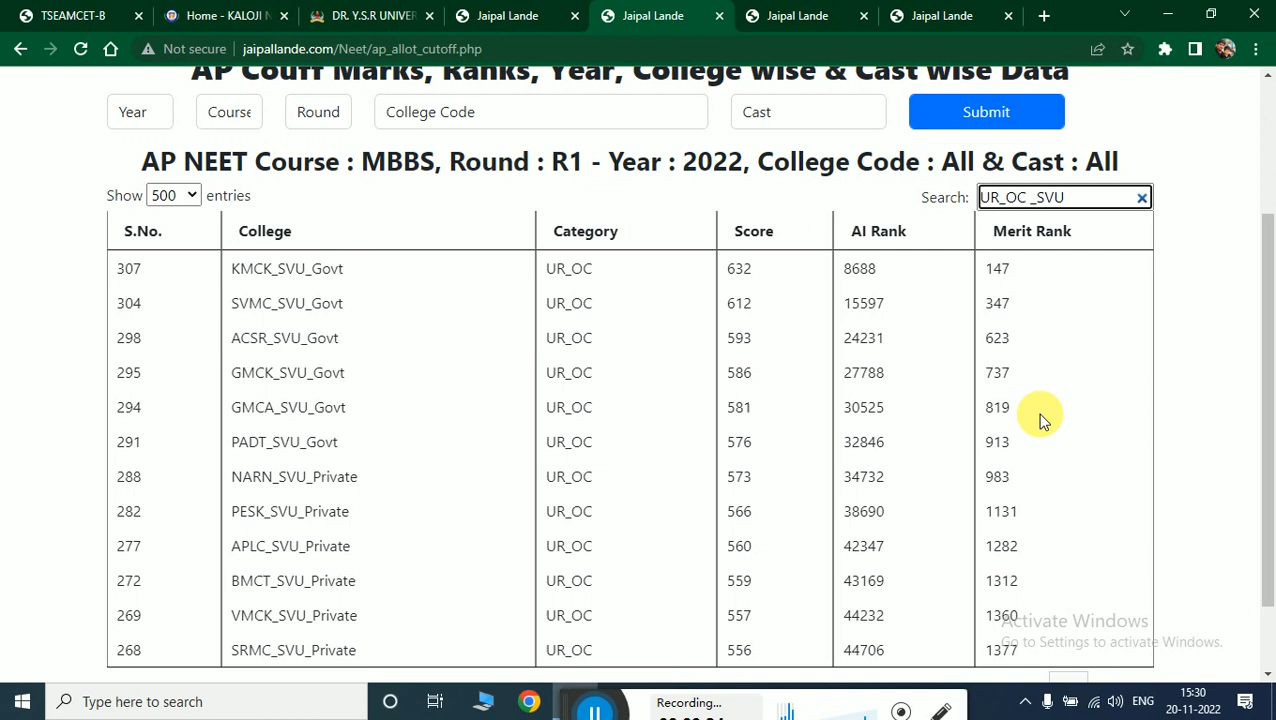 TSEAMCET-B
Home - KALOJI N
DR. Y.S.R UNIVER
Jaipal Lande
Jaipal Lande
Jaipal Lande
Jaipal Lande
Not secure
jaipallande.com/Neet/ap_allot_cutoff.php
AP Coutt Marks, Ranks, Year, College Wise & Cast wise Data
Year
Course
Round
College Code
Cast
Submit
AP NEET Course : MBBS, Round : R1 - Year : 2022, College Code : All & Cast : All
Show 500 entries
Search: UR_OC _SVU
S.No. College Category Score AI Rank Merit Rank
307 KMCK_SVU_Govt UR_OC 632 8688 147
304 SVMC_SVU_Govt UR_OC 612 15597 347
298 ACSR_SVU_Govt UR_OC 593 24231 623
295 GMCK_SVU_Govt UR_OC 586 27788 737
294 GMCA_SVU_Govt UR_OC 581 30525 819
291 PADT_SVU_Govt UR_OC 576 32846 913
288 NARN_SVU_Private UR_OC 573 34732 983
282 PESK_SVU_Private UR_OC 566 38690 1131
277 APLC_SVU_Private UR_OC 560 42347 1282
272 BMCT_SVU_Private UR_OC 559 43169 1312
269 VMCK_SVU_Private UR_OC 557 44232 1360
268 SRMC_SVU_Private UR_OC 556 44706 1377
Activate Windows
Go to Settings to activate Windows.
Type here to search
Recording...
ENG
15:30
20-11-2022